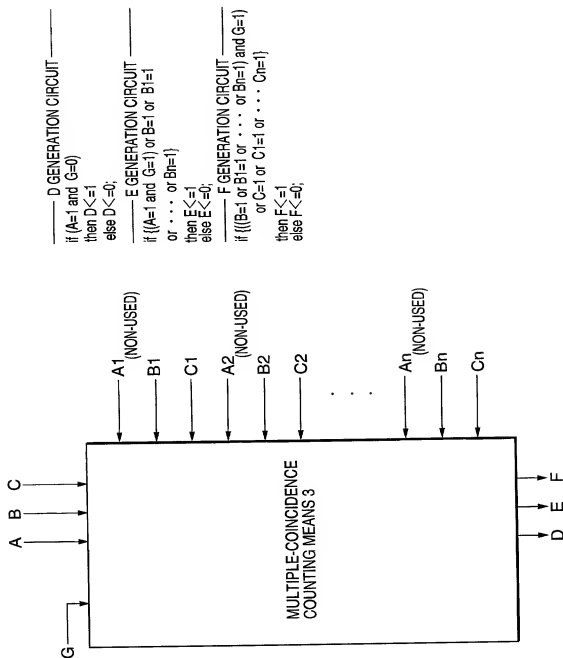 D GENERATION CIRCUIT
if (A=1 and G=0)
then D<=1
else D<=0;
E GENERATION CIRCUIT
if {(A=1 and G=1) or B=1 or B1=1
or · · · or Bn=1}
then E<=1
else E<=0;
F GENERATION CIRCUIT
if {((B=1 or B1=1 or · · · or Bn=1) and G=1)
or C=1 or C1=1 or · · · Cn=1}
then F<=1
else F<=0;
G
A
B
C
MULTIPLE-COINCIDENCE
COUNTING MEANS 3
A1
(NON-USED)
B1
C1
A2
(NON-USED)
B2
C2
· · ·
An
(NON-USED)
Bn
Cn
D
E
F